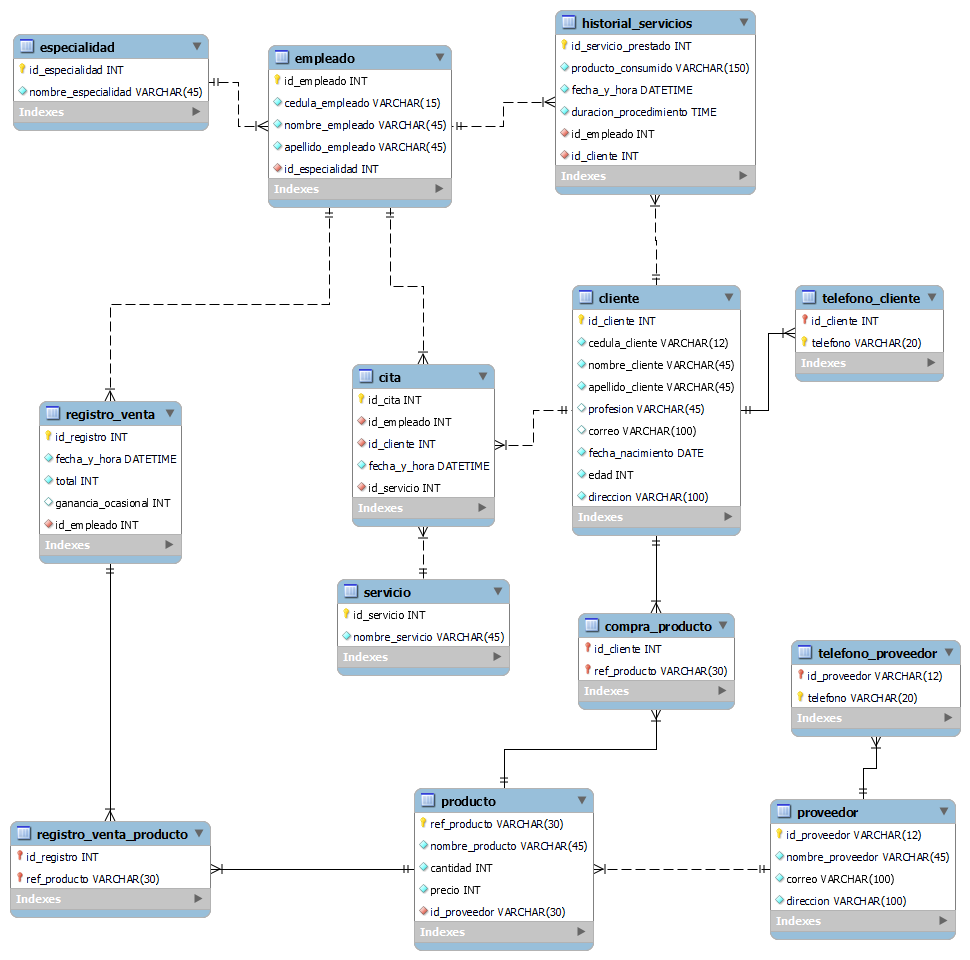 especialidad
id_especialidad INT
nombre_especialidad VARCHAR(45)
Indexes
empleado
id_empleado INT
cedula_empleado VARCHAR(15)
nombre_empleado VARCHAR(45)
apellido_empleado VARCHAR(45)
id_especialidad INT
Indexes
historial_servicios
id_servicio_prestado INT
producto_consumido VARCHAR(150)
fecha_y_hora DATETIME
duracion_procedimiento TIME
id_empleado INT
id_cliente INT
Indexes
cliente
id_cliente INT
cedula_cliente VARCHAR(12)
nombre_cliente VARCHAR(45)
apellido_cliente VARCHAR(45)
profesion VARCHAR(45)
correo VARCHAR(100)
fecha_nacimiento DATE
edad INT
direccion VARCHAR(100)
Indexes
telefono_cliente
id_cliente INT
telefono VARCHAR(20)
Indexes
cita
id_cita INT
id_empleado INT
id_cliente INT
fecha_y_hora DATETIME
id_servicio INT
Indexes
registro_venta
id_registro INT
fecha_y_hora DATETIME
total INT
ganancia_ocasional INT
id_empleado INT
Indexes
servicio
id_servicio INT
nombre_servicio VARCHAR(45)
Indexes
compra_producto
id_cliente INT
ref_producto VARCHAR(30)
Indexes
telefono_proveedor
id_proveedor VARCHAR(12)
telefono VARCHAR(20)
Indexes
registro_venta_producto
id_registro INT
ref_producto VARCHAR(30)
Indexes
producto
ref_producto VARCHAR(30)
nombre_producto VARCHAR(45)
cantidad INT
precio INT
id_proveedor VARCHAR(30)
Indexes
proveedor
id_proveedor VARCHAR(12)
nombre_proveedor VARCHAR(45)
correo VARCHAR(100)
direccion VARCHAR(100)
Indexes